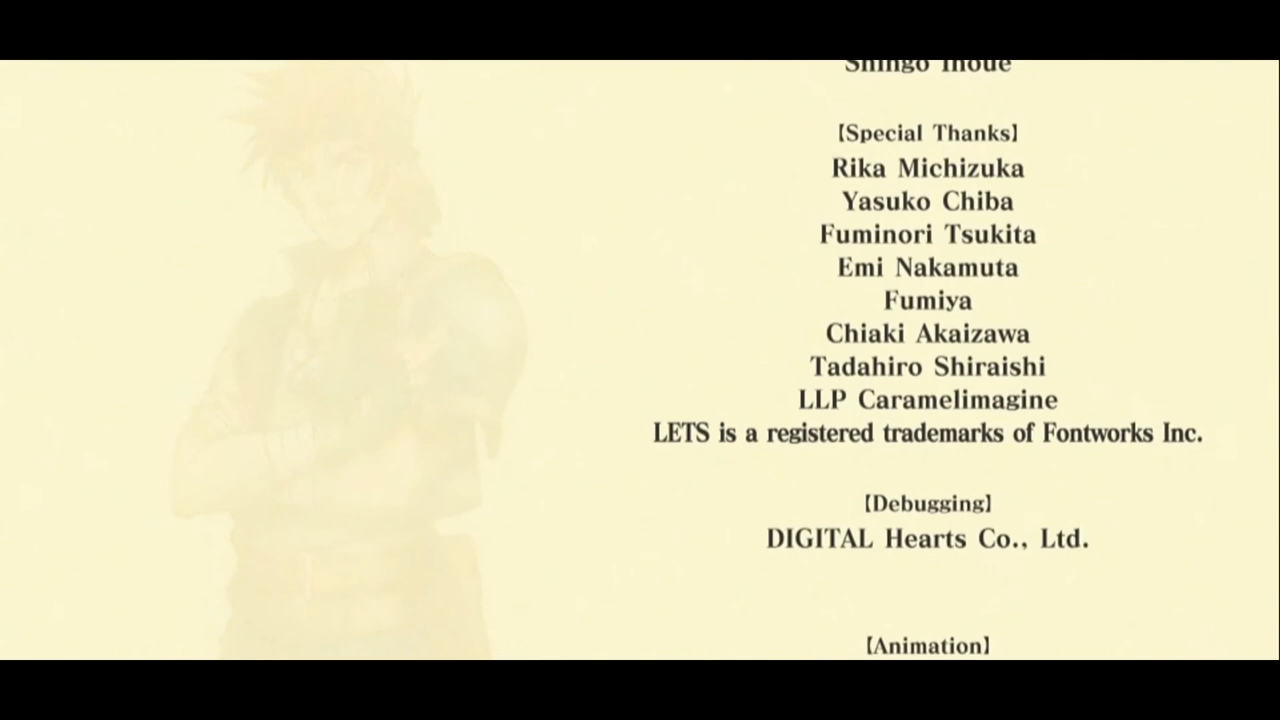 Shingo Inoue
【Special Thanks】
Rika Michizuka
Yasuko Chiba
Fuminori Tsukita
Emi Nakamuta
Fumiya
Chiaki Akaizawa
Tadahiro Shiraishi
LLP Caramelimagine
LETS is a registered trademarks of Fontworks Inc.
【Debugging】
DIGITAL Hearts Co., Ltd.
【Animation】